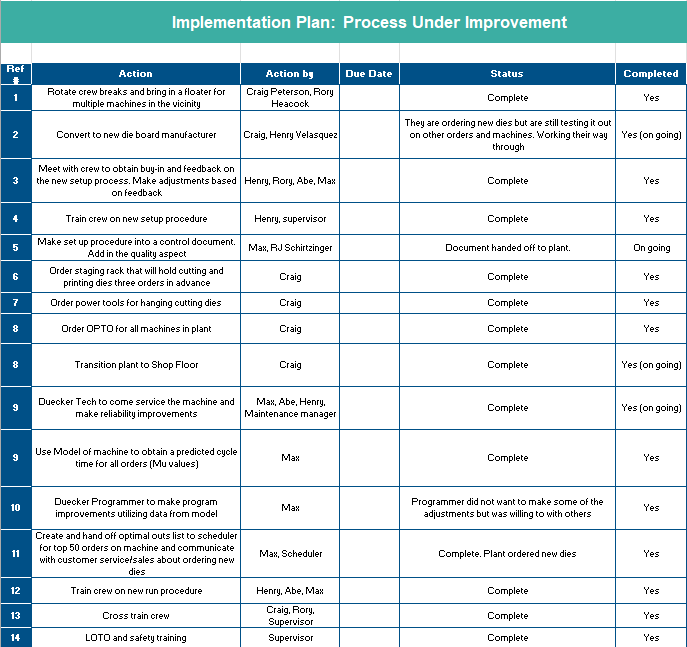 Implementation Plan: Process Under Improvement
Ref # Action Action by Due Date Status Completed
1 Rotate crew breaks and bring in a floater for multiple machines in the vicinity Craig Peterson, Rory Heacock Complete Yes
2 Convert to new die board manufacturer Craig, Henry Velasquez They are ordering new dies but are still testing it out on other orders and machines. Working their way through Yes (on going)
3 Meet with crew to obtain buy-in and feedback on the new setup process. Make adjustments based on feedback Henry, Rory, Abe, Max Complete Yes
4 Train crew on new setup procedure Henry, supervisor Complete Yes
5 Make set up procedure into a control document. Add in the quality aspect Max, RJ Schirtzinger Document handed off to plant. On going
6 Order staging rack that will hold cutting and printing dies three orders in advance Craig Complete Yes
7 Order power tools for hanging cutting dies Craig Complete Yes
8 Order OPTO for all machines in plant Craig Complete Yes
8 Transition plant to Shop Floor Craig Complete Yes (on going)
9 Duecker Tech to come service the machine and make reliability improvements Max, Abe, Henry, Maintenance manager Complete Yes (on going)
9 Use Model of machine to obtain a predicted cycle time for all orders (Mu values) Max Complete Yes
10 Duecker Programmer to make program improvements utilizing data from model Max Programmer did not want to make some of the adjustments but was willing to with others Yes
11 Create and hand off optimal outs list to scheduler for top 50 orders on machine and communicate with customer service/sales about ordering new dies Max, Scheduler Complete. Plant ordered new dies Yes
12 Train crew on new run procedure Henry, Abe, Max Complete Yes
13 Cross train crew Craig, Rory, Supervisor Complete Yes
14 LOTO and safety training Supervisor Complete Yes